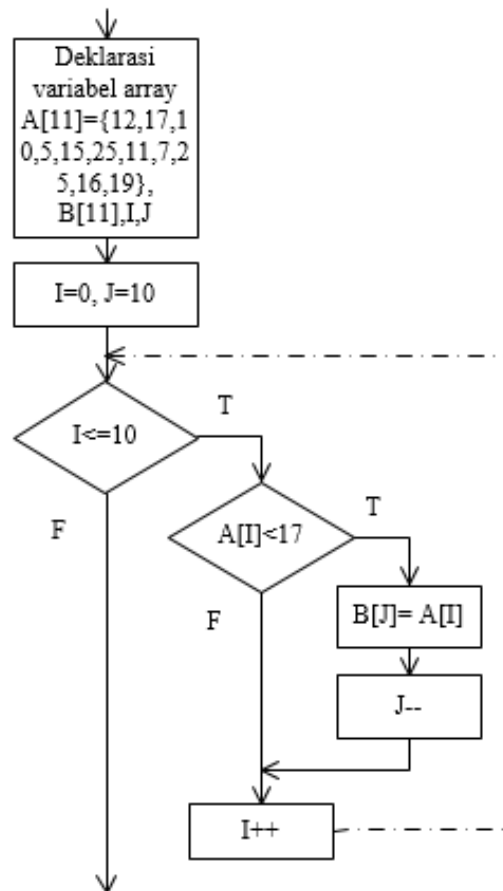 Deklarasi
variabel array
A[11]={12,17,1
0,5,15,25,11,7,2
5,16,19},
B[11],I,J
I=0, J=10
I<=10
T
F
A[I]<17
T
F
B[J]= A[I]
J--
I++